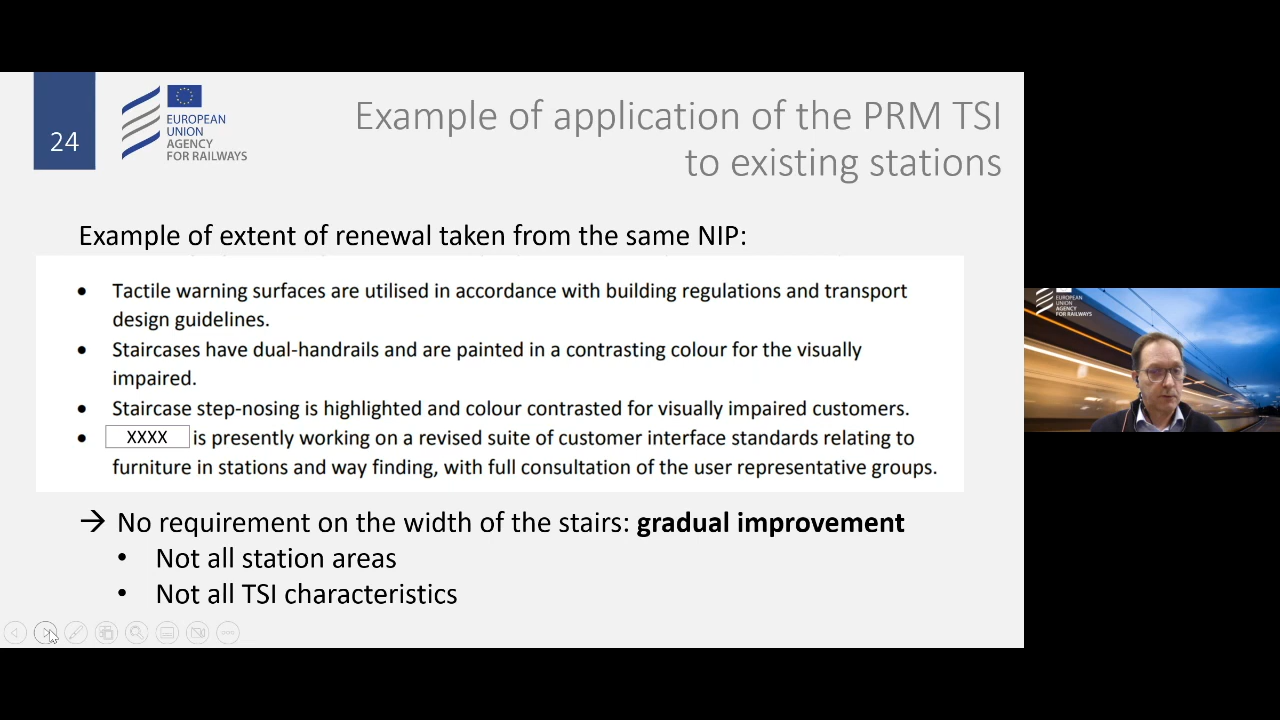 24
EUROPEAN
UNION
AGENCY
FOR RAILWAYS
Example of application of the PRM TSI
to existing stations
Example of extent of renewal taken from the same NIP:
• Tactile warning surfaces are utilised in accordance with building regulations and transport
design guidelines.
• Staircases have dual-handrails and are painted in a contrasting colour for the visually
impaired.
• Staircase step-nosing is highlighted and colour contrasted for visually impaired customers.
• XXXX is presently working on a revised suite of customer interface standards relating to
furniture in stations and way finding, with full consultation of the user representative groups.
→ No requirement on the width of the stairs: gradual improvement
• Not all station areas
• Not all TSI characteristics
EUROPEAN
UNION
AGENCY
FOR RAILWAYS